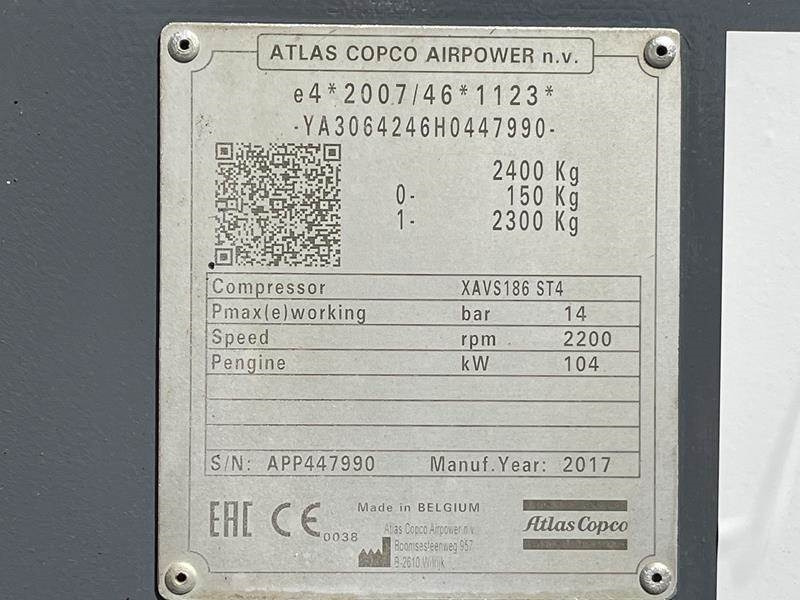 ATLAS COPCO AIRPOWER n.v.
e4*2007/46*1123*
-YA3064246H0447990-
2400 Kg
0- 150 Kg
1- 2300 Kg
Compressor XAVS186 ST4
Pmax(e)working bar 14
Speed rpm 2200
Pengine kW 104
S/N: APP447990 Manuf.Year: 2017
EAC CE 0038
Made in BELGIUM
Atlas Copco Airpower n.v.
Boomsesteenweg 957
B-2610 Wilrijk
Atlas Copco